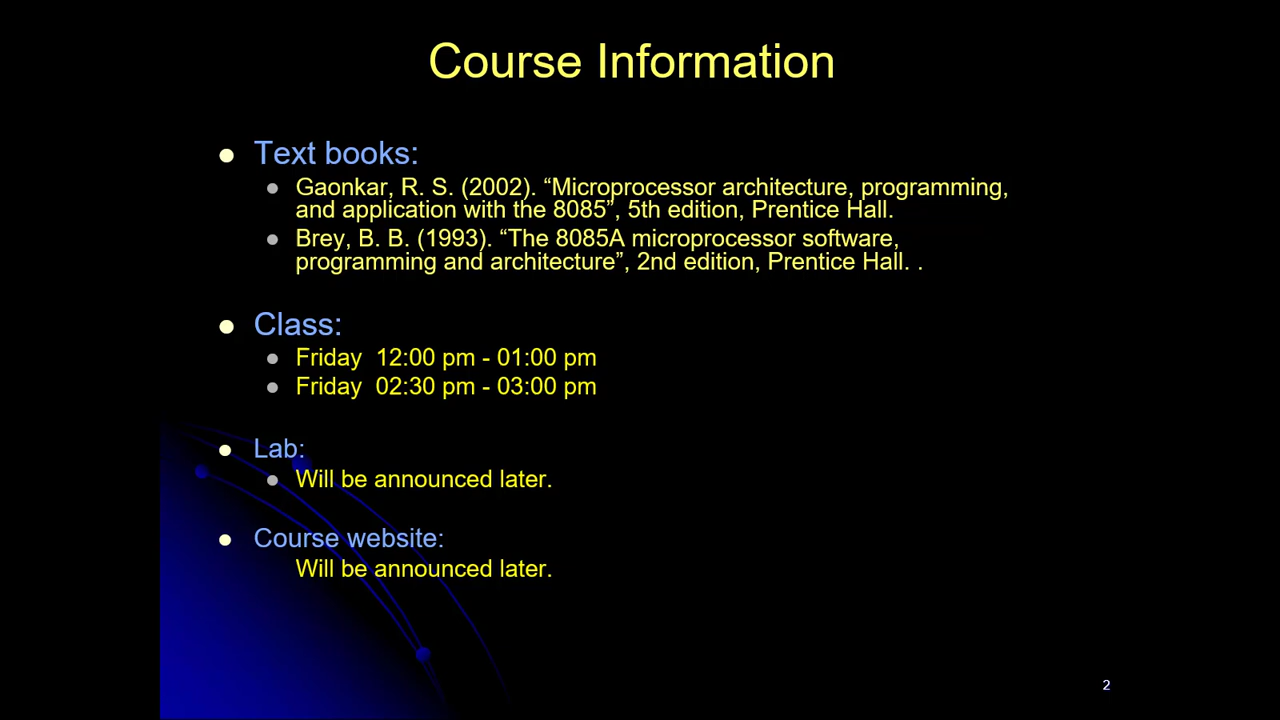 Course Information
Text books:
Gaonkar, R. S. (2002). “Microprocessor architecture, programming,
and application with the 8085”, 5th edition, Prentice Hall.
Brey, B. B. (1993). “The 8085A microprocessor software,
programming and architecture”, 2nd edition, Prentice Hall. .
Class:
Friday  12:00 pm - 01:00 pm
Friday  02:30 pm - 03:00 pm
Lab:
Will be announced later.
Course website:
Will be announced later.
2